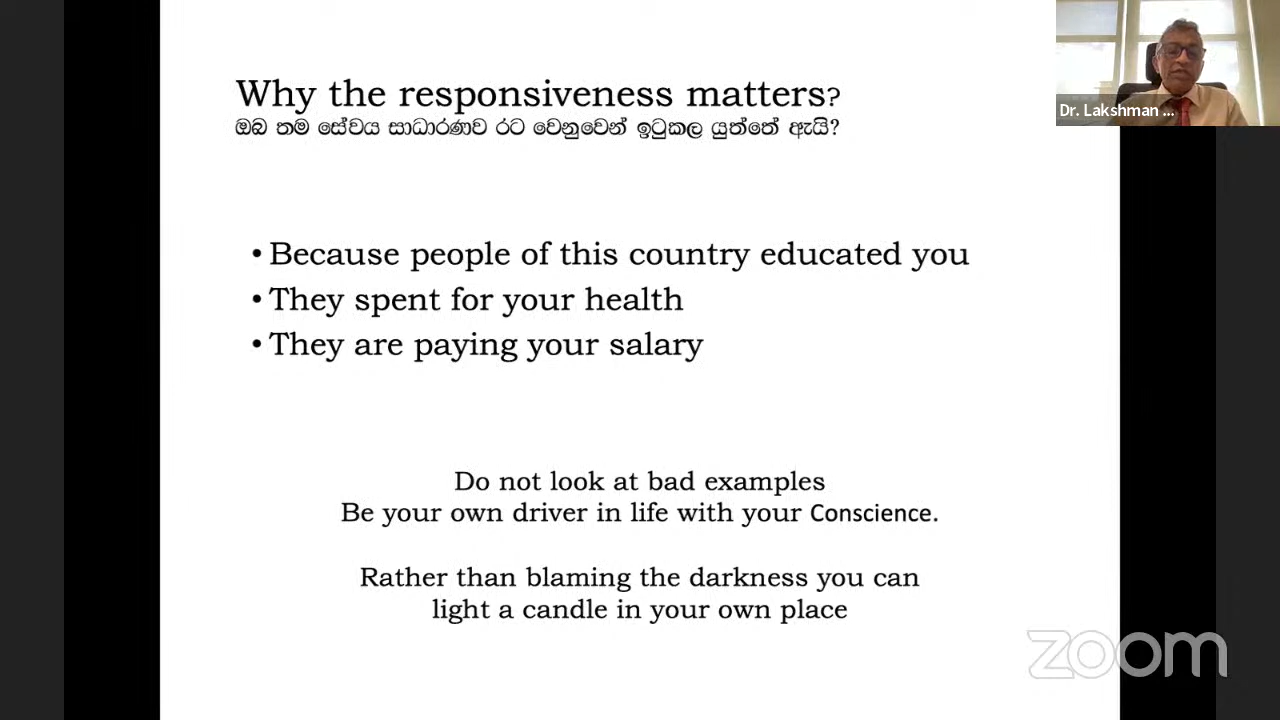 Why the responsiveness matters?
ඔබ තම සේවය සාධාරණව රට වෙනුවෙන් ඉටුකල යුත්තේ ඇයි?
• Because people of this country educated you
• They spent for your health
• They are paying your salary
Do not look at bad examples
Be your own driver in life with your Conscience.
Rather than blaming the darkness you can
light a candle in your own place
Dr. Lakshman ...
zoom